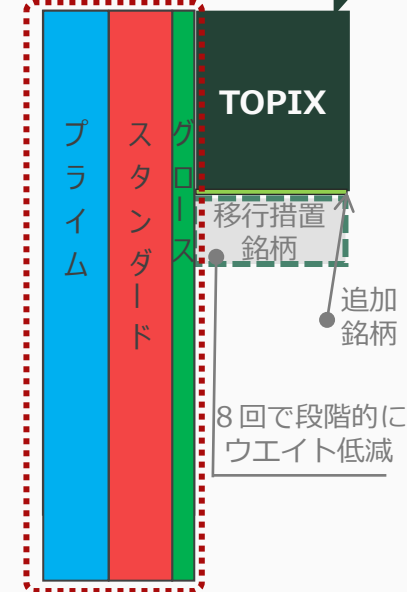 プライム
スタンダード
グロース
TOPIX
移行措置
銘柄
追加
銘柄
8回で段階的に
ウエイト低減